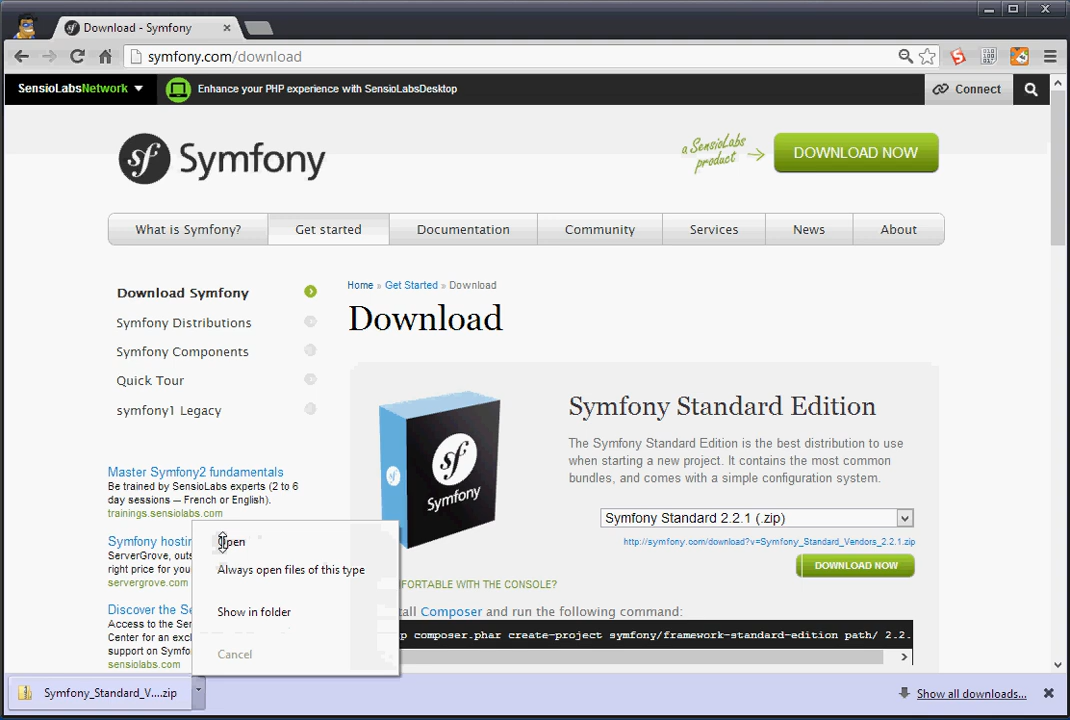 Download - Symfony
symfony.com/download
SensioLabsNetwork
Enhance your PHP experience with SensioLabsDesktop
Connect
sf Symfony
a SensioLabs
product
DOWNLOAD NOW
What is Symfony?
Get started
Documentation
Community
Services
News
About
Download Symfony
Symfony Distributions
Symfony Components
Quick Tour
symfony1 Legacy
Home » Get Started » Download
Download
sf
sf
Symfony
Symfony Standard Edition
The Symfony Standard Edition is the best distribution to use
when starting a new project. It contains the most common
bundles, and comes with a simple configuration system.
Symfony Standard 2.2.1 (.zip)
http://symfony.com/download?v=Symfony_Standard_Vendors_2.2.1.zip
DOWNLOAD NOW
FORTABLE WITH THE CONSOLE?
tall Composer and run the following command:
p composer.phar create-project symfony/framework-standard-edition path/ 2.2.
Master Symfony2 fundamentals
Be trained by SensioLabs experts (2 to 6
day sessions — French or English).
trainings.sensiolabs.com
Symfony hostin
ServerGrove, outs
right price for you
servergrove.com
Discover the Se
Access to the Sen
Center for an excl
support on Symfo
sensiolabs.com
Open
Always open files of this type
Show in folder
Cancel
Symfony_Standard_V....zip
Show all downloads...